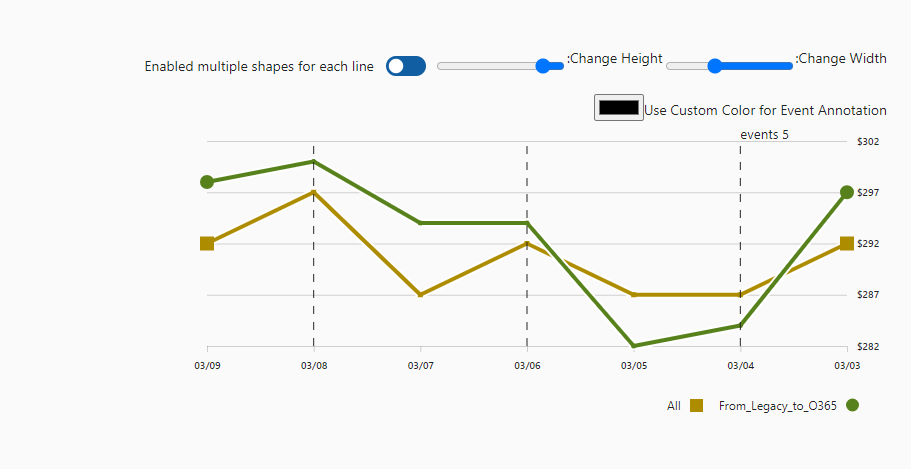 Enabled multiple shapes for each line
:Change Height
:Change Width
Use Custom Color for Event Annotation
events 5
$302
$297
$292
$287
$282
03/09 03/08 03/07 03/06 03/05 03/04 03/03
All From_Legacy_to_O365